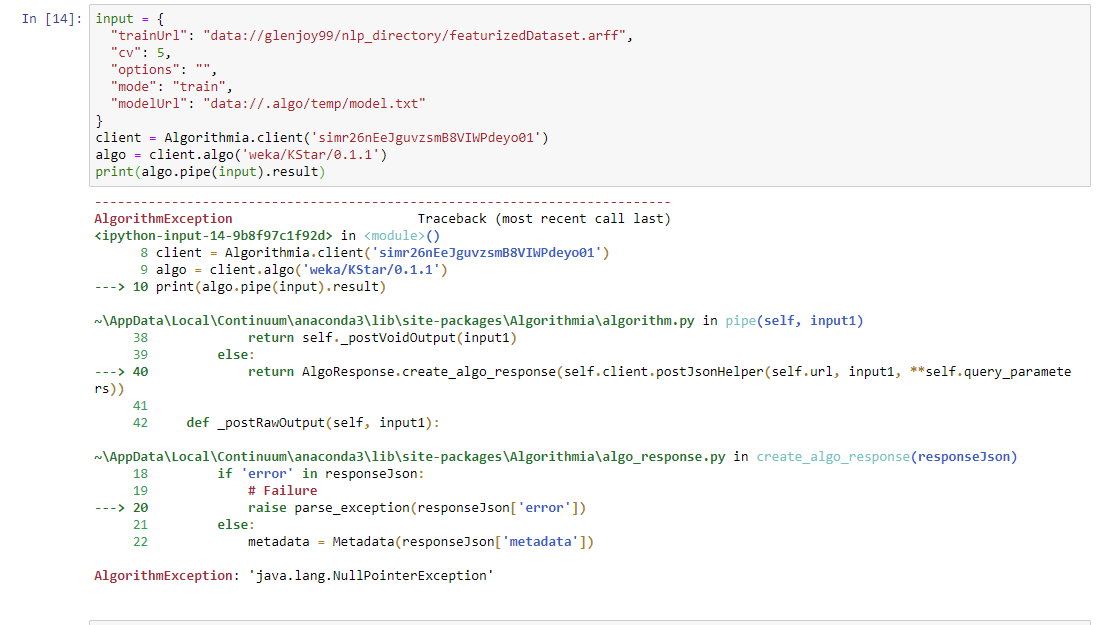 In [14]: input = {
"trainUrl": "data://glenjoy99/nlp_directory/featurizedDataset.arff",
"cv": 5,
"options": "",
"mode": "train",
"modelUrl": "data://.algo/temp/model.txt"
}
client = Algorithmia.client('simr26nEeJguvzsmB8VIWPdeyo01')
algo = client.algo('weka/KStar/0.1.1')
print(algo.pipe(input).result)
---------------------------------------------------------------------------
AlgorithmException                        Traceback (most recent call last)
<ipython-input-14-9b8f97c1f92d> in <module>()
      8 client = Algorithmia.client('simr26nEeJguvzsmB8VIWPdeyo01')
      9 algo = client.algo('weka/KStar/0.1.1')
---> 10 print(algo.pipe(input).result)
~\AppData\Local\Continuum\anaconda3\lib\site-packages\Algorithmia\algorithm.py in pipe(self, input1)
     38             return self._postVoidOutput(input1)
     39         else:
---> 40             return AlgoResponse.create_algo_response(self.client.postJsonHelper(self.url, input1, **self.query_paramete
rs))
     41
     42     def _postRawOutput(self, input1):
~\AppData\Local\Continuum\anaconda3\lib\site-packages\Algorithmia\algo_response.py in create_algo_response(responseJson)
     18         if 'error' in responseJson:
     19             # Failure
---> 20             raise parse_exception(responseJson['error'])
     21         else:
     22             metadata = Metadata(responseJson['metadata'])
AlgorithmException: 'java.lang.NullPointerException'